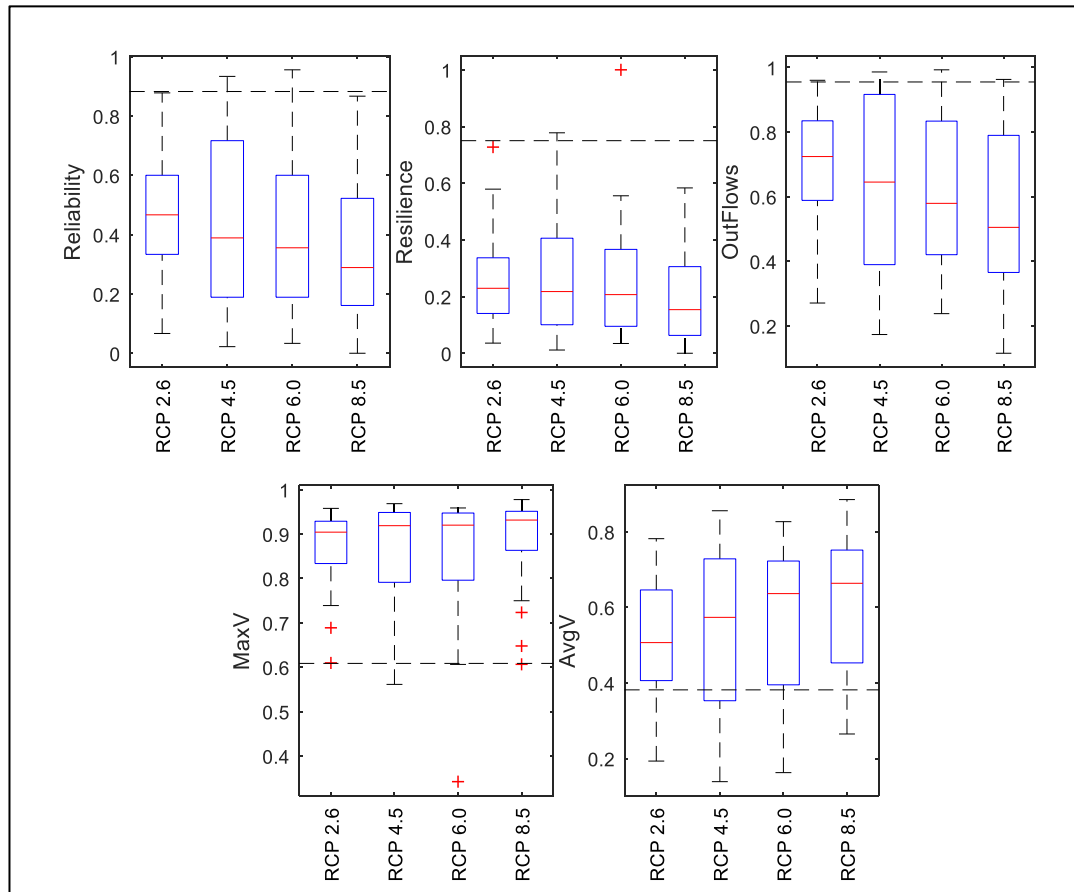 Reliability
1
0.8
0.6
0.4
0.2
0
RCP 2.6
RCP 4.5
RCP 6.0
RCP 8.5
Resilience
1
0.8
0.6
0.4
0.2
0
RCP 2.6
RCP 4.5
RCP 6.0
RCP 8.5
OutFlows
1
0.8
0.6
0.4
0.2
RCP 2.6
RCP 4.5
RCP 6.0
RCP 8.5
MaxV
1
0.9
0.8
0.7
0.6
0.5
0.4
RCP 2.6
RCP 4.5
RCP 6.0
RCP 8.5
AvgV
0.8
0.6
0.4
0.2
RCP 2.6
RCP 4.5
RCP 6.0
RCP 8.5